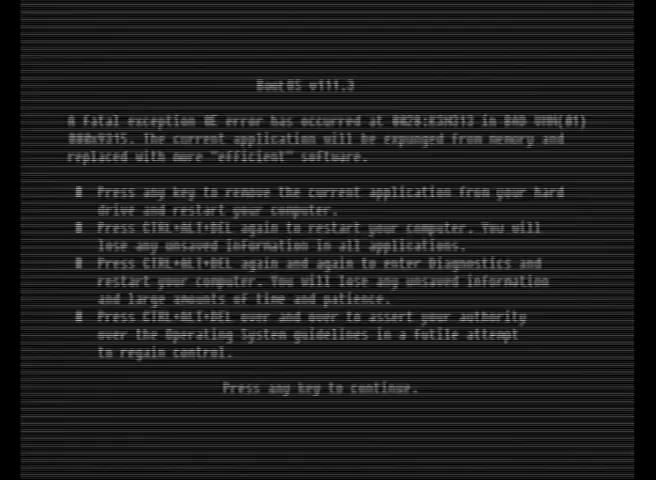 BootOS v111.3
A fatal exception 0E error has occurred at in BAD
The current application will be expunged from memory and
replaced with more "efficient" software.
Press any key to remove the current application from your hard
drive and restart your computer.
Press CTRL+ALT+DEL again to restart your computer. You will
lose any unsaved information in all applications.
Press CTRL+ALT+DEL again and again to enter Diagnostics and
restart your computer. You will lose any unsaved information
and large amounts of time and patience.
Press CTRL+ALT+DEL over and over to assert your authority
over the Operating System guidelines in a futile attempt
to regain control.
Press any key to continue.